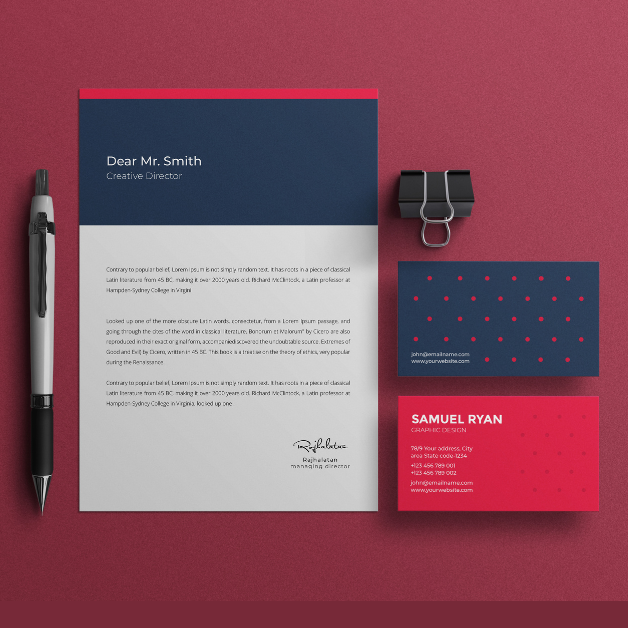 Dear Mr. Smith
Creative Director
Contrary to popular belief, Lorem Ipsum is not simply random text. It has roots in a piece of classical
Latin literature from 45 BC, making it over 2000 years old. Richard McClintock, a Latin professor at
Hampden-Sydney College in Virgini
Looked up one of the more obscure Latin words, consectetur, from a Lorem Ipsum passage, and
going through the cites of the word in classical literature, Bonorum et Malorum" by Cicero are also
reproduced in their exact original form, accompaniediscovered the undoubtable source. Extremes of
Good and Evil) by Cicero, written in 45 BC. This book is a treatise on the theory of ethics, very popular
during the Renaissance.
Contrary to popular belief, Lorem Ipsum is not simply random text. It has roots in a piece of classical
Latin literature from 45 BC, making it over 2000 years old. Richard McClintock, a Latin professor at
Hampden-Sydney College in Virginia, looked up one
Rajhalatan
Rajhalatan
managing director
john@emailname.com
www.yourwebsite.com
SAMUEL RYAN
GRAPHIC DESIGN
78/9 Your address, City
area State code-1234
+123 456 789 001
+123 456 789 002
john@emailname.com
www.yourwebsite.com